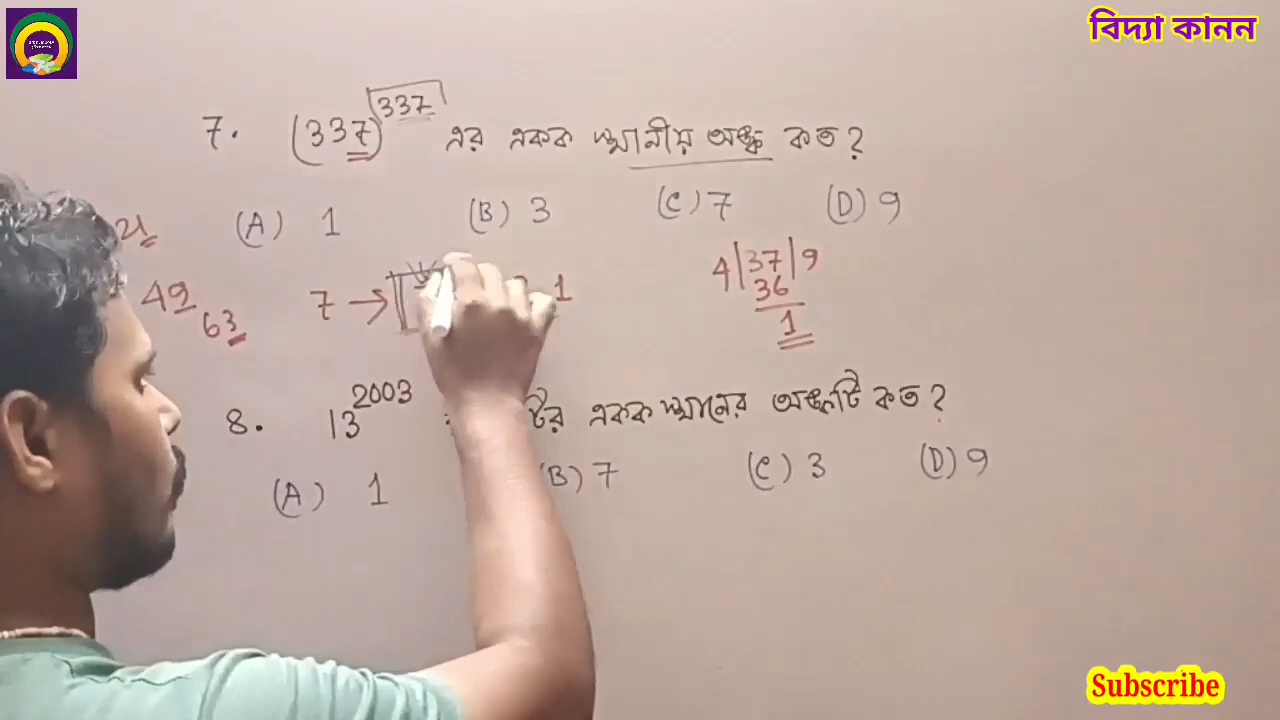 বিদ্যা কানন
7. (337)^337 এর একক স্থানীয় অঙ্ক কত?
(A) 1 (B) 3 (C) 7 (D) 9
21
49
63
7 → 1
4|37|9
36
1
8. 13^2003 টির একক স্থানের অঙ্কটি কত?
(A) 1 (B) 7 (C) 3 (D) 9
Subscribe